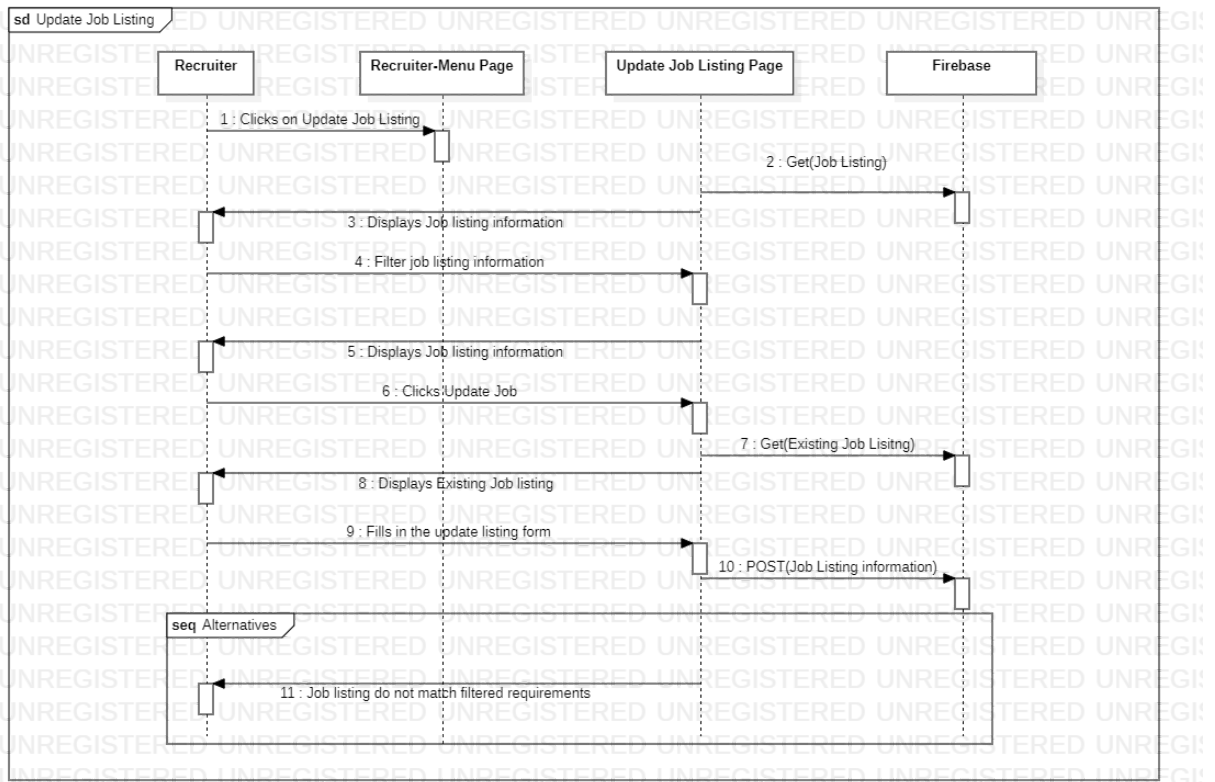 sd Update Job Listing
Recruiter
Recruiter-Menu Page
Update Job Listing Page
Firebase
1 : Clicks on Update Job Listing
2 : Get(Job Listing)
3 : Displays Job listing information
4 : Filter job listing information
5 : Displays Job listing information
6 : Clicks Update Job
7 : Get(Existing Job Lisitng)
8 : Displays Existing Job listing
9 : Fills in the update listing form
10 : POST(Job Listing information)
seq Alternatives
11 : Job listing do not match filtered requirements
UNREGISTERED